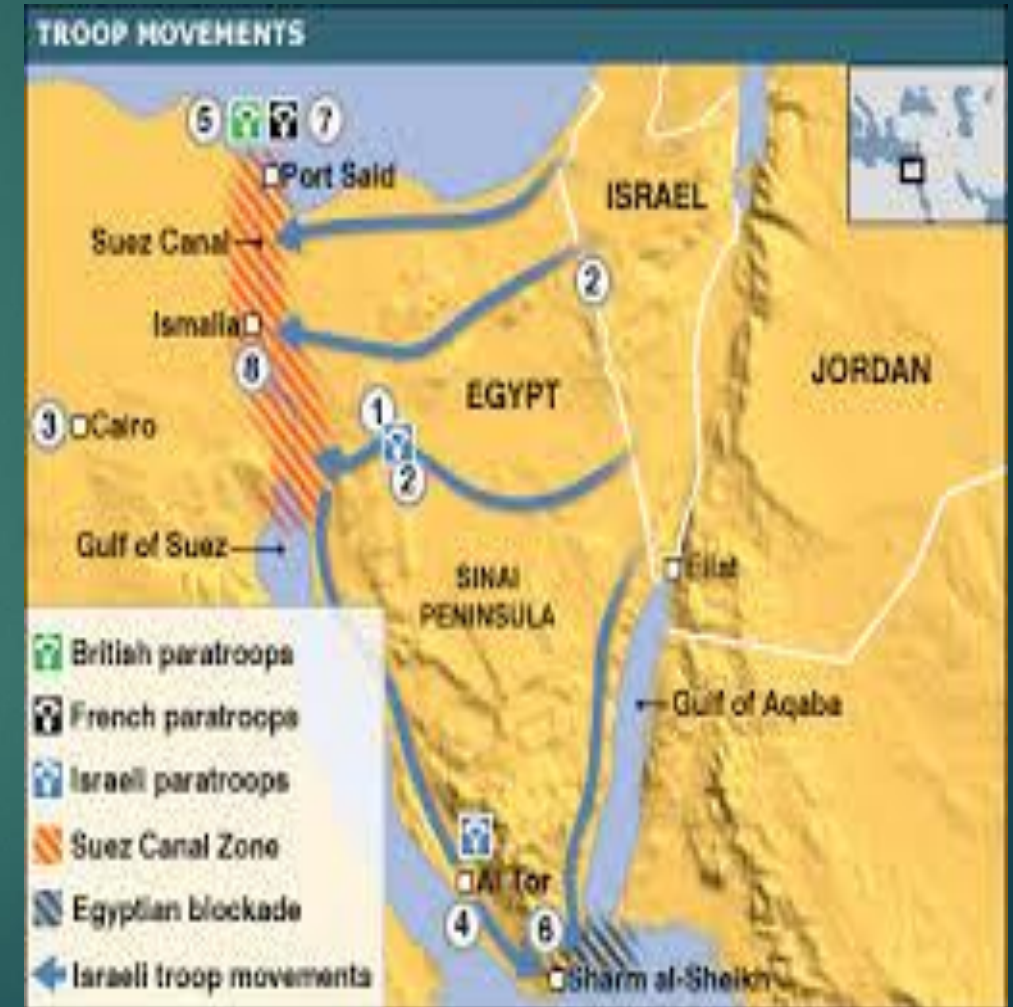 TROOP MOVEMENTS
5 7
Port Said
ISRAEL
Suez Canal
2
Ismalia
8
JORDAN
EGYPT
1
3 Cairo
2
Gulf of Suez
Eilat
SINAI
PENINSULA
British paratroops
Gulf of Aqaba
French paratroops
Israeli paratroops
Suez Canal Zone
Al Tor
Egyptian blockade
4 6
Israeli troop movements
Sharm al-Sheikh